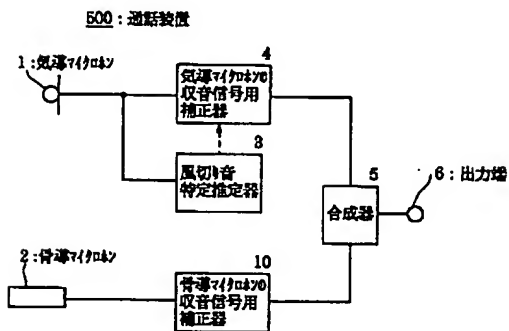 500:通話装置
1:気導マイクロホン
4
気導マイクロホンの
収音信号用
補正器
3
風切り音
特定推定器
5
合成器
6:出力端
2:骨導マイクロホン
10
骨導マイクロホンの
収音信号用
補正器